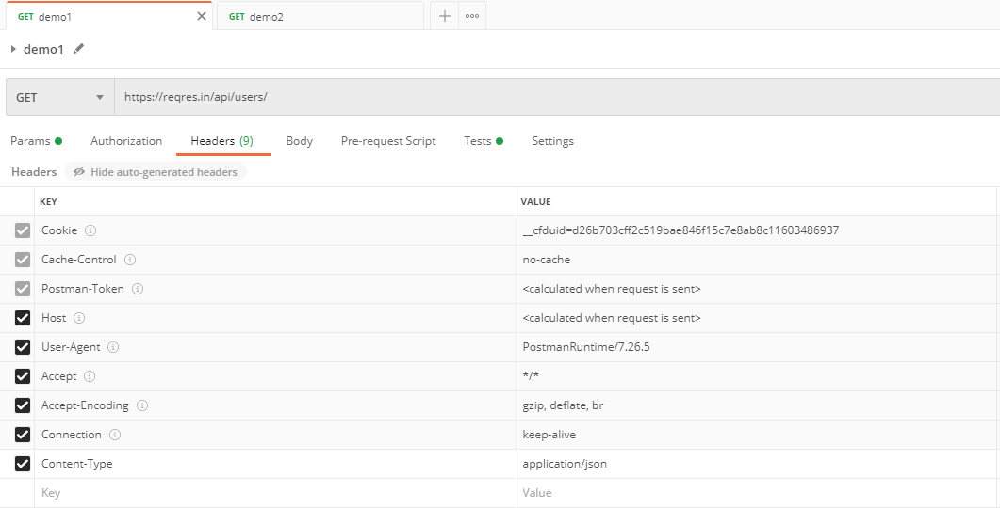 GET demo1
GET demo2
demo1
GET https://reqres.in/api/users/
Params Authorization Headers (9) Body Pre-request Script Tests Settings
Headers Hide auto-generated headers
KEY VALUE
Cookie __cfduid=d26b703cff2c519bae846f15c7e8ab8c11603486937
Cache-Control no-cache
Postman-Token <calculated when request is sent>
Host <calculated when request is sent>
User-Agent PostmanRuntime/7.26.5
Accept */*
Accept-Encoding gzip, deflate, br
Connection keep-alive
Content-Type application/json
Key Value